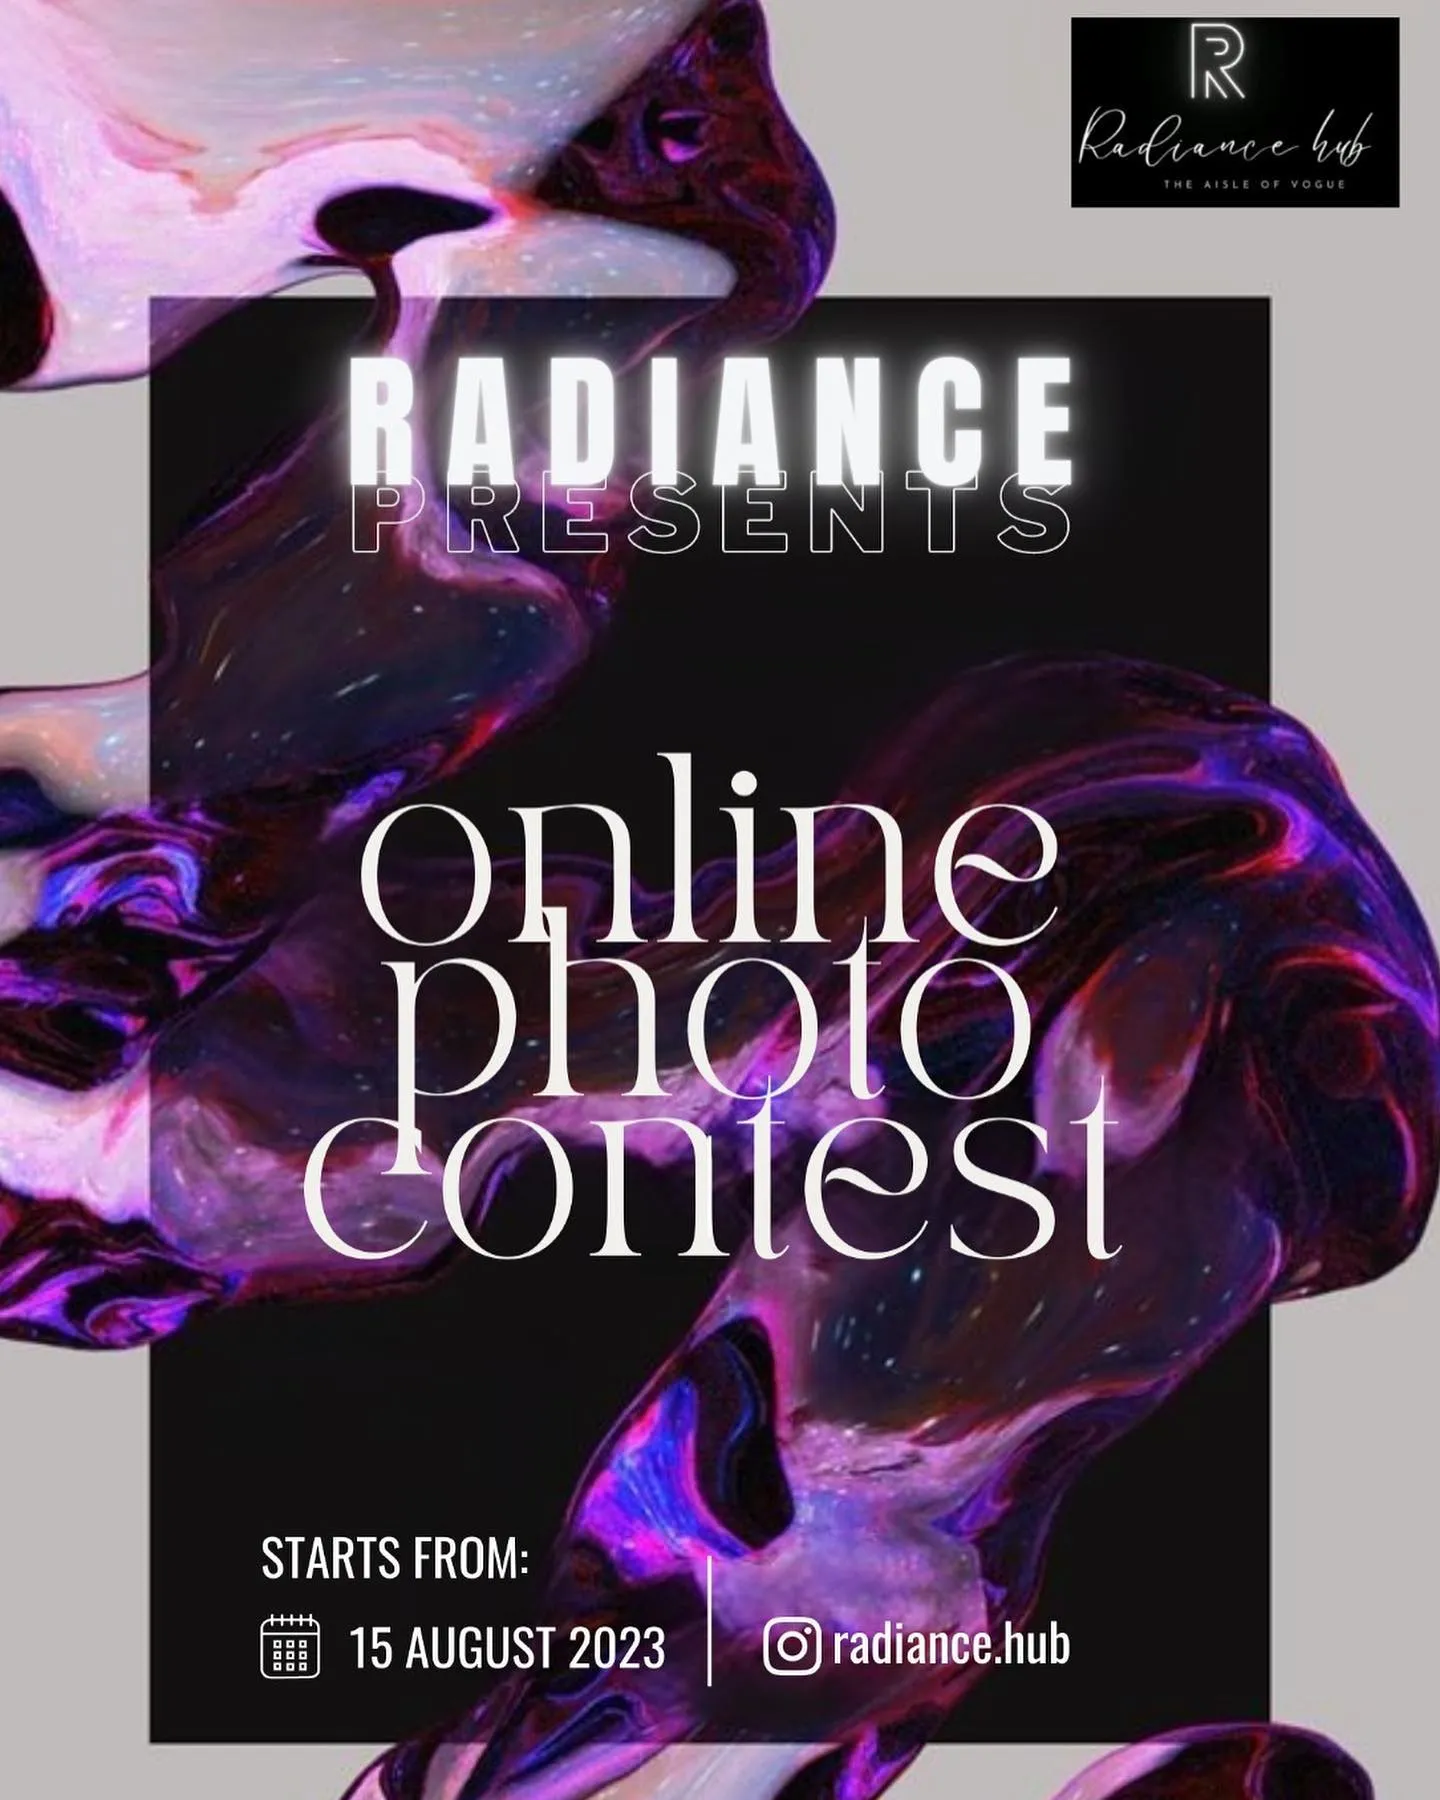 R
Radiance hub
THE AISLE OF VOGUE
RADIANCE
PRESENTS
online
photo
contest
STARTS FROM:
15 AUGUST 2023
radiance.hub